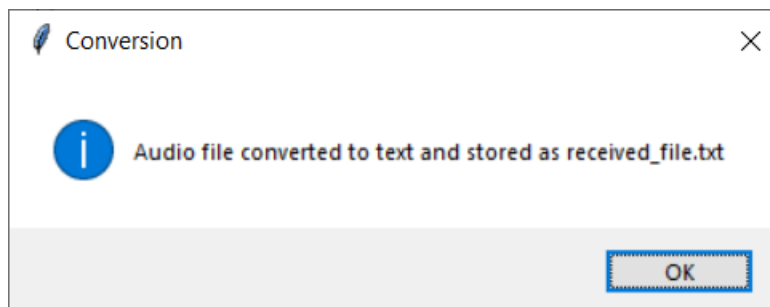 Conversion
Audio file converted to text and stored as received_file.txt
OK